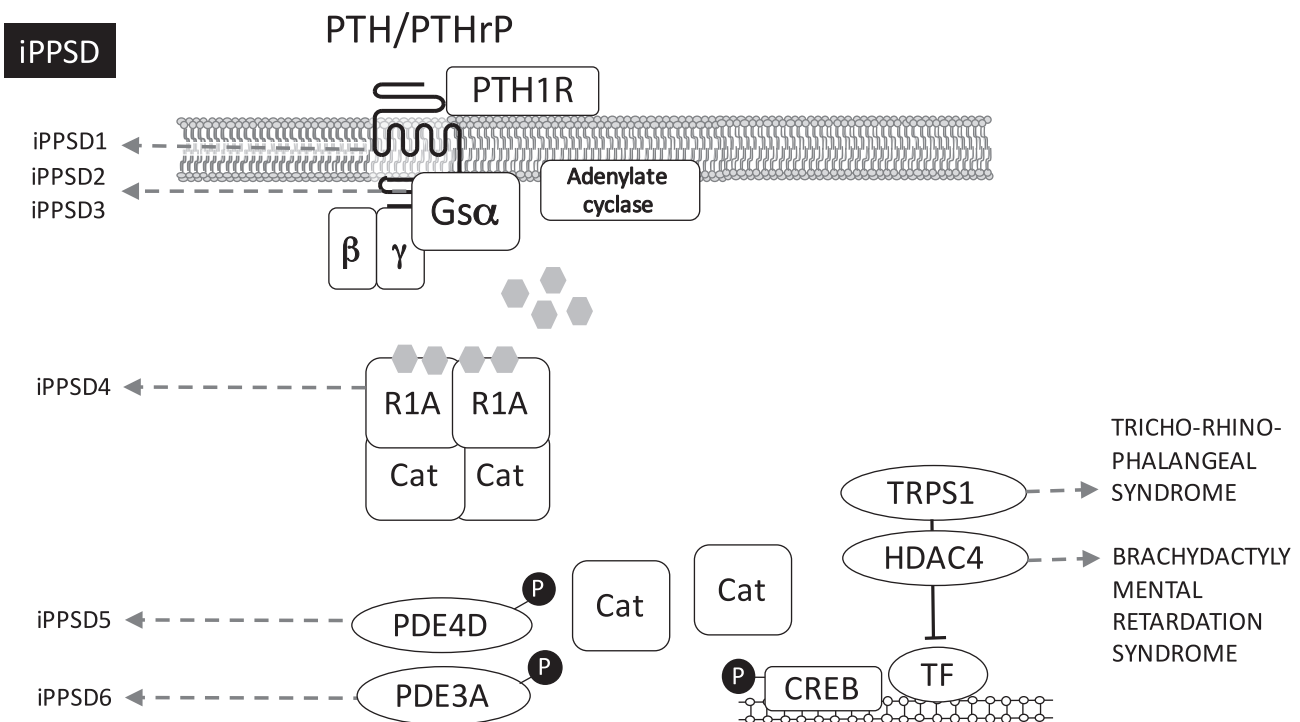 PTH/PTHrP
iPPSD
PTH1R
iPPSD1
iPPSD2
iPPSD3
Adenylate
cyclase
Gsα
β
γ
iPPSD4
R1A
R1A
Cat
Cat
TRICHO-RHINO-
PHALANGEAL
SYNDROME
TRPS1
HDAC4
BRACHYDACTYLY
MENTAL
RETARDATION
SYNDROME
P
Cat
Cat
iPPSD5
PDE4D
P
iPPSD6
PDE3A
P
CREB
TF